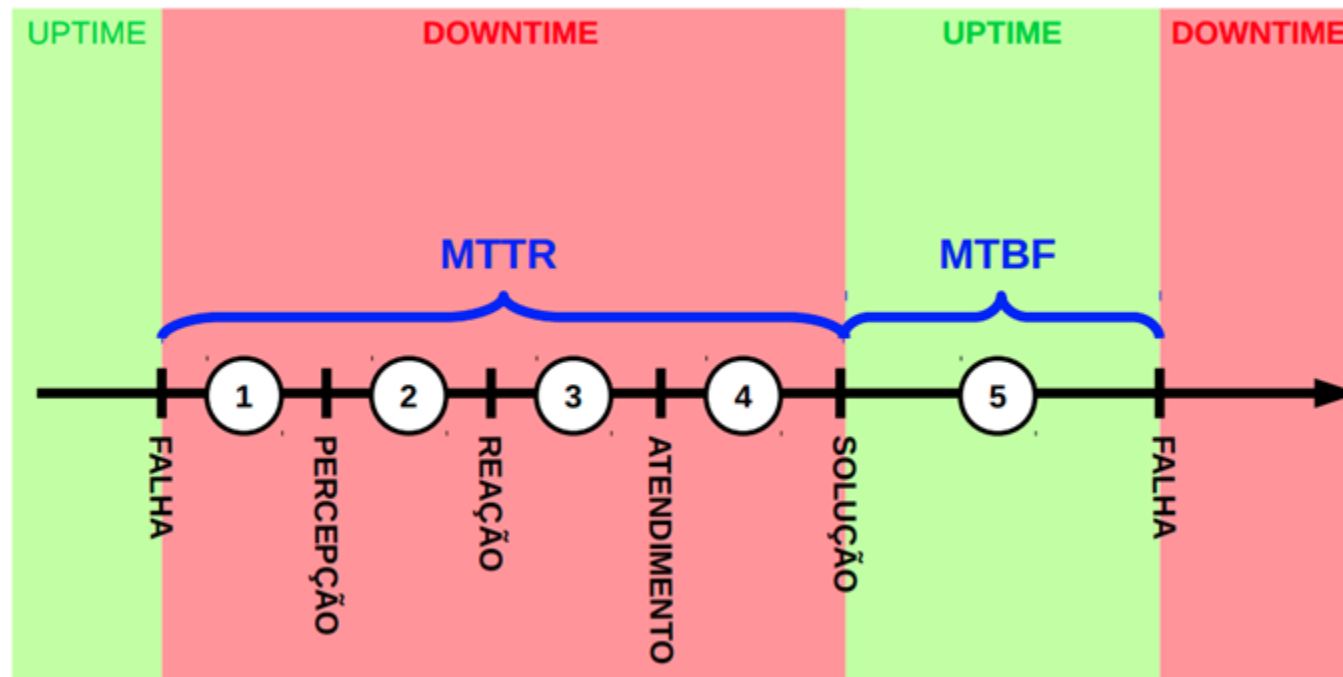 UPTIME
DOWNTIME
UPTIME
DOWNTIME
MTTR
MTBF
1
2
3
4
5
FALHA
PERCEPÇÃO
REAÇÃO
ATENDIMENTO
SOLUÇÃO
FALHA